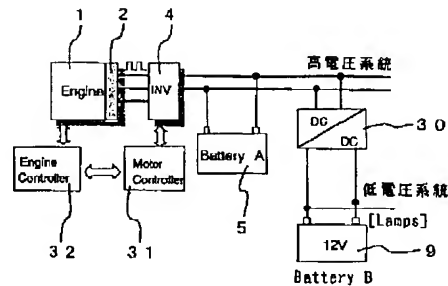 1
2
4
Engine
INV
高電圧系統
Battery A
5
DC
DC
30
Engine
Controller
Motor
Controller
32
31
低電圧系統
[Lamps]
12V
9
Battery B